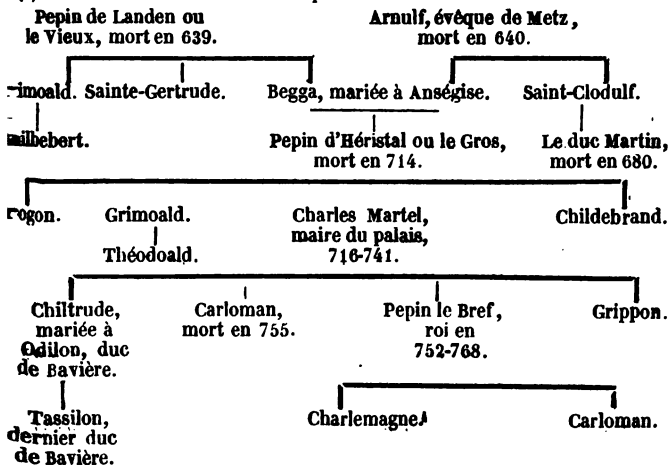 Pepin de Landen ou
le Vieux, mort en 639.
Arnulf, évêque de Metz,
mort en 640.
Sainte-Gertrude. Begga, mariée à Anségise. Saint-Clodulf.
Pepin d'Héristal ou le Gros,
mort en 714.
Le duc Martin,
mort en 680.
Grimoald. Charles Martel,
maire du palais,
716-741.
Childebrand.
Théodoald.
Chiltrude,
mariée à
Odilon, duc
de Bavière.
Carloman,
mort en 755.
Pepin le Bref,
roi en
752-768.
Grippon.
Tassilon,
dernier duc
de Bavière.
Charlemagne
Carloman.